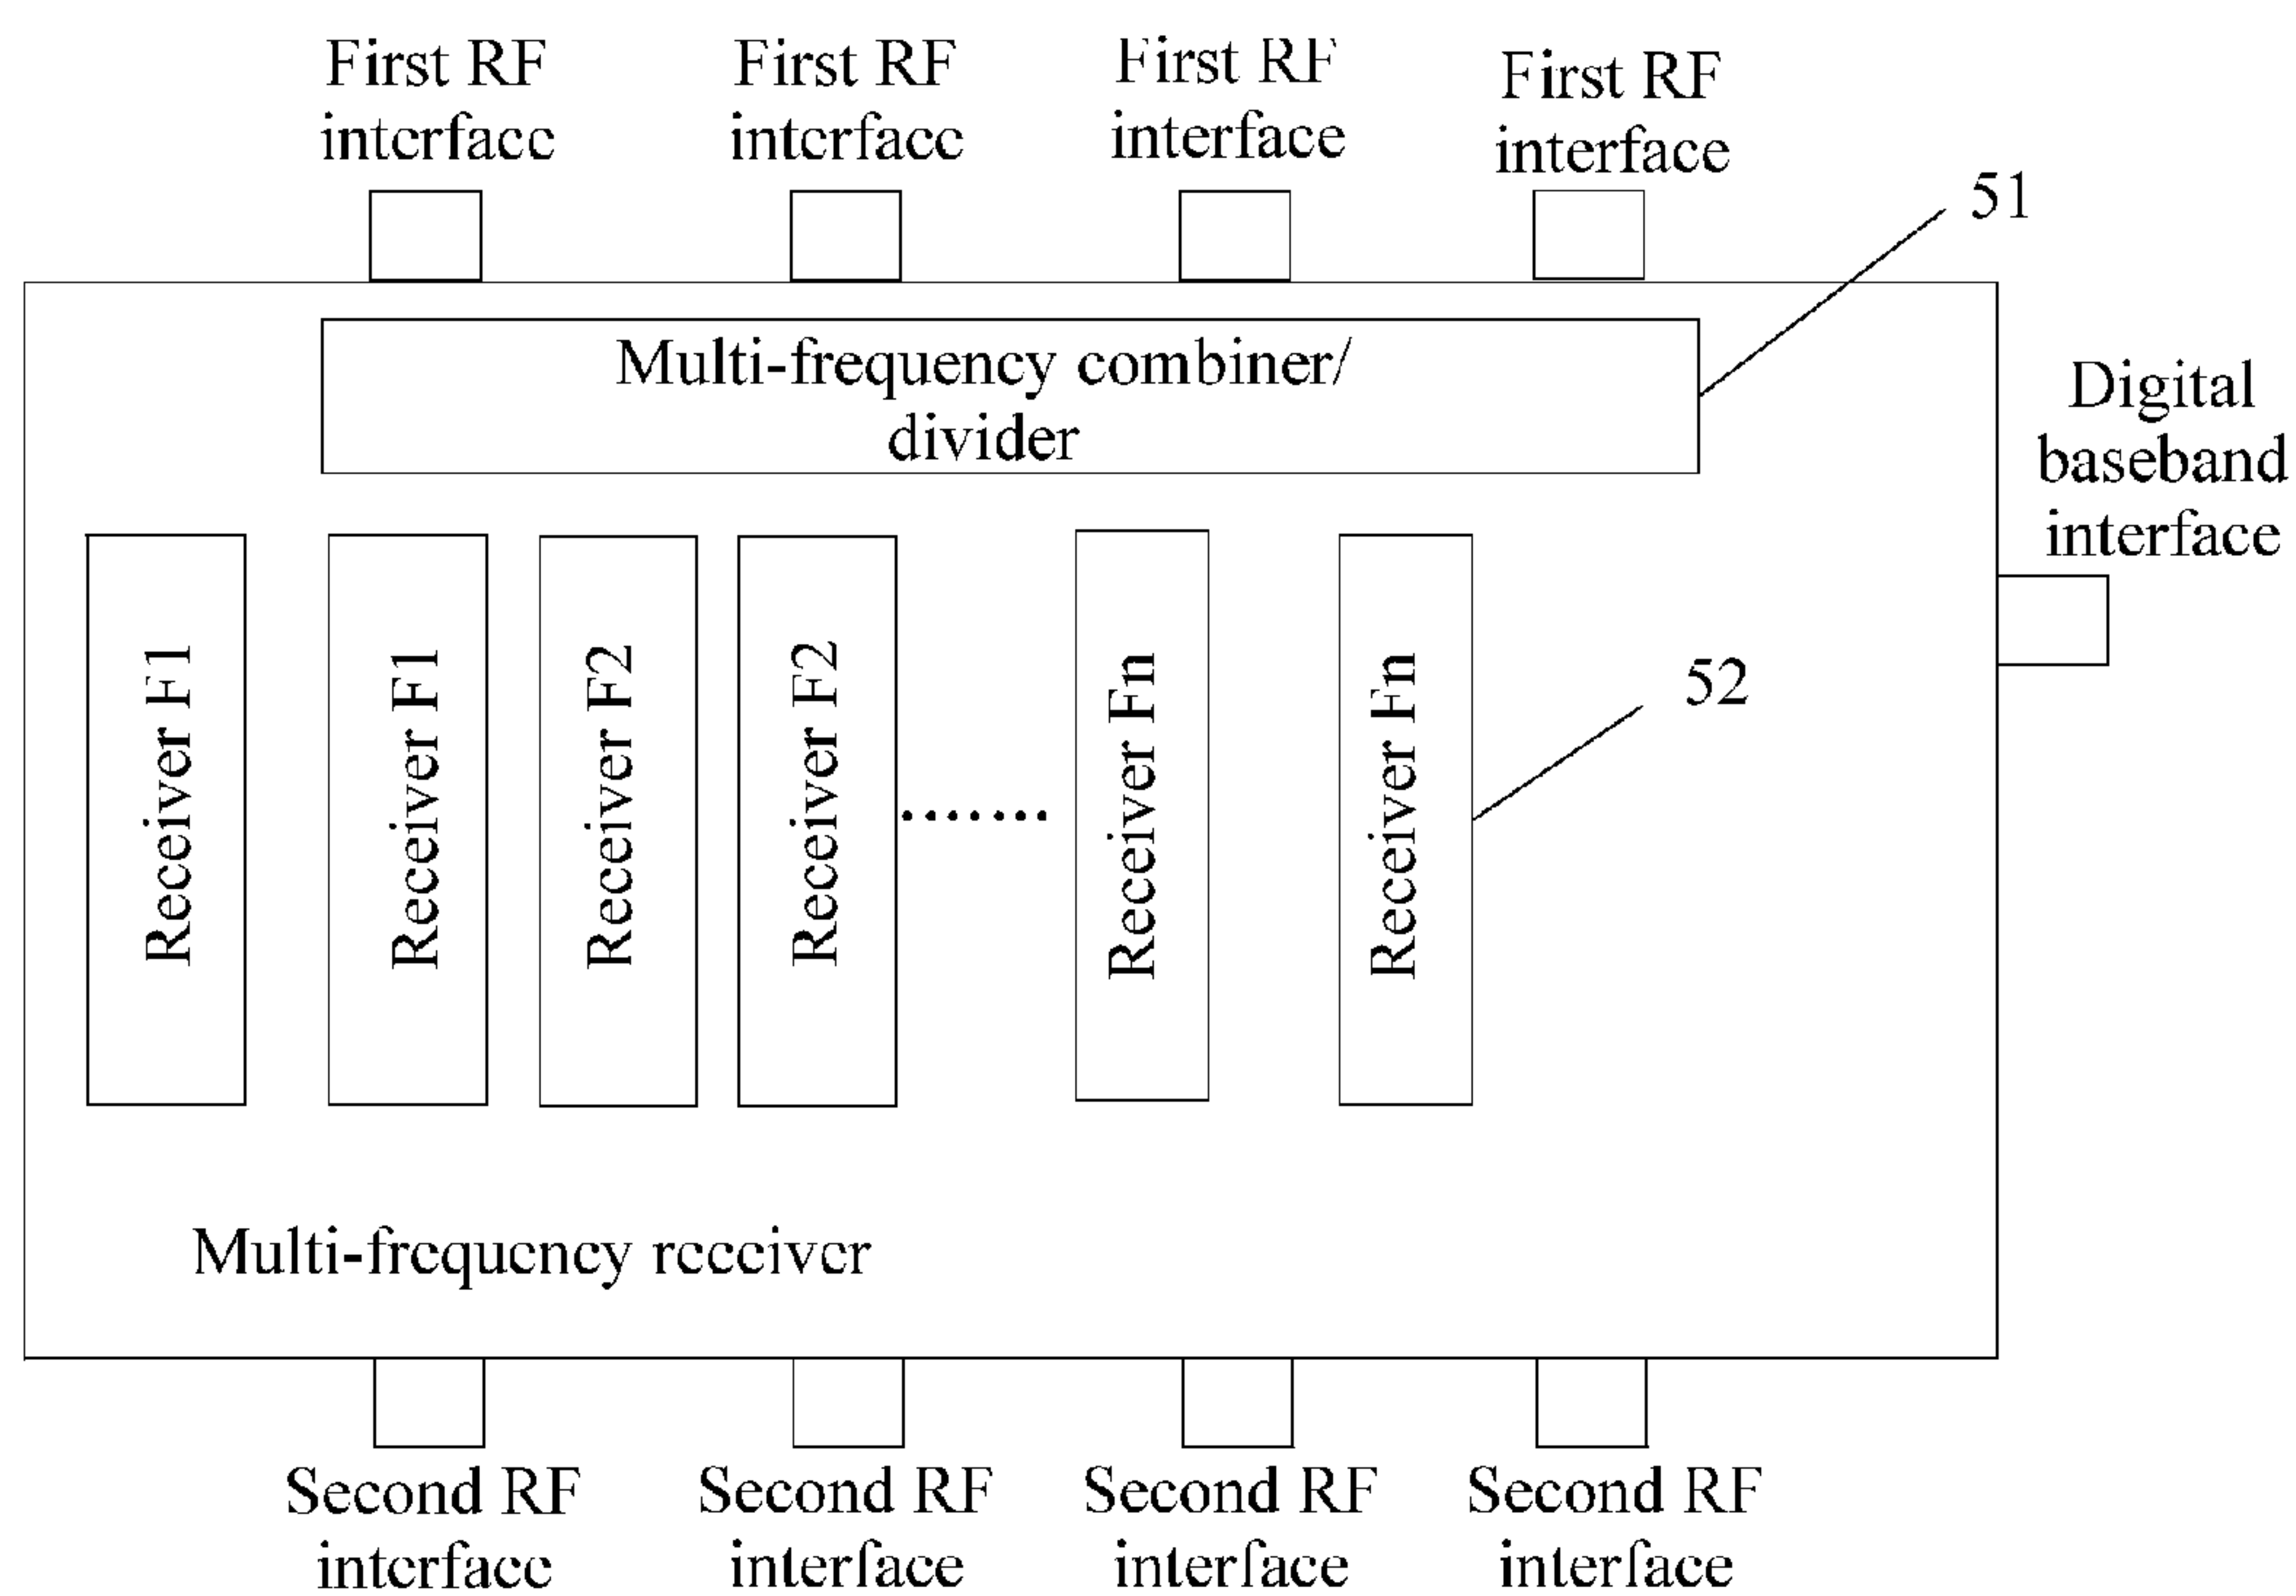 First RF
interface
First RF
interface
First RF
interface
First RF
interface
51
Multi-frequency combiner/
divider
Digital
baseband
interface
Receiver F1
Receiver F1
Receiver F2
Receiver F2
.......
Receiver Fn
Receiver Fn
52
Multi-frequency receiver
Second RF
interface
Second RF
interface
Second RF
interface
Second RF
interface